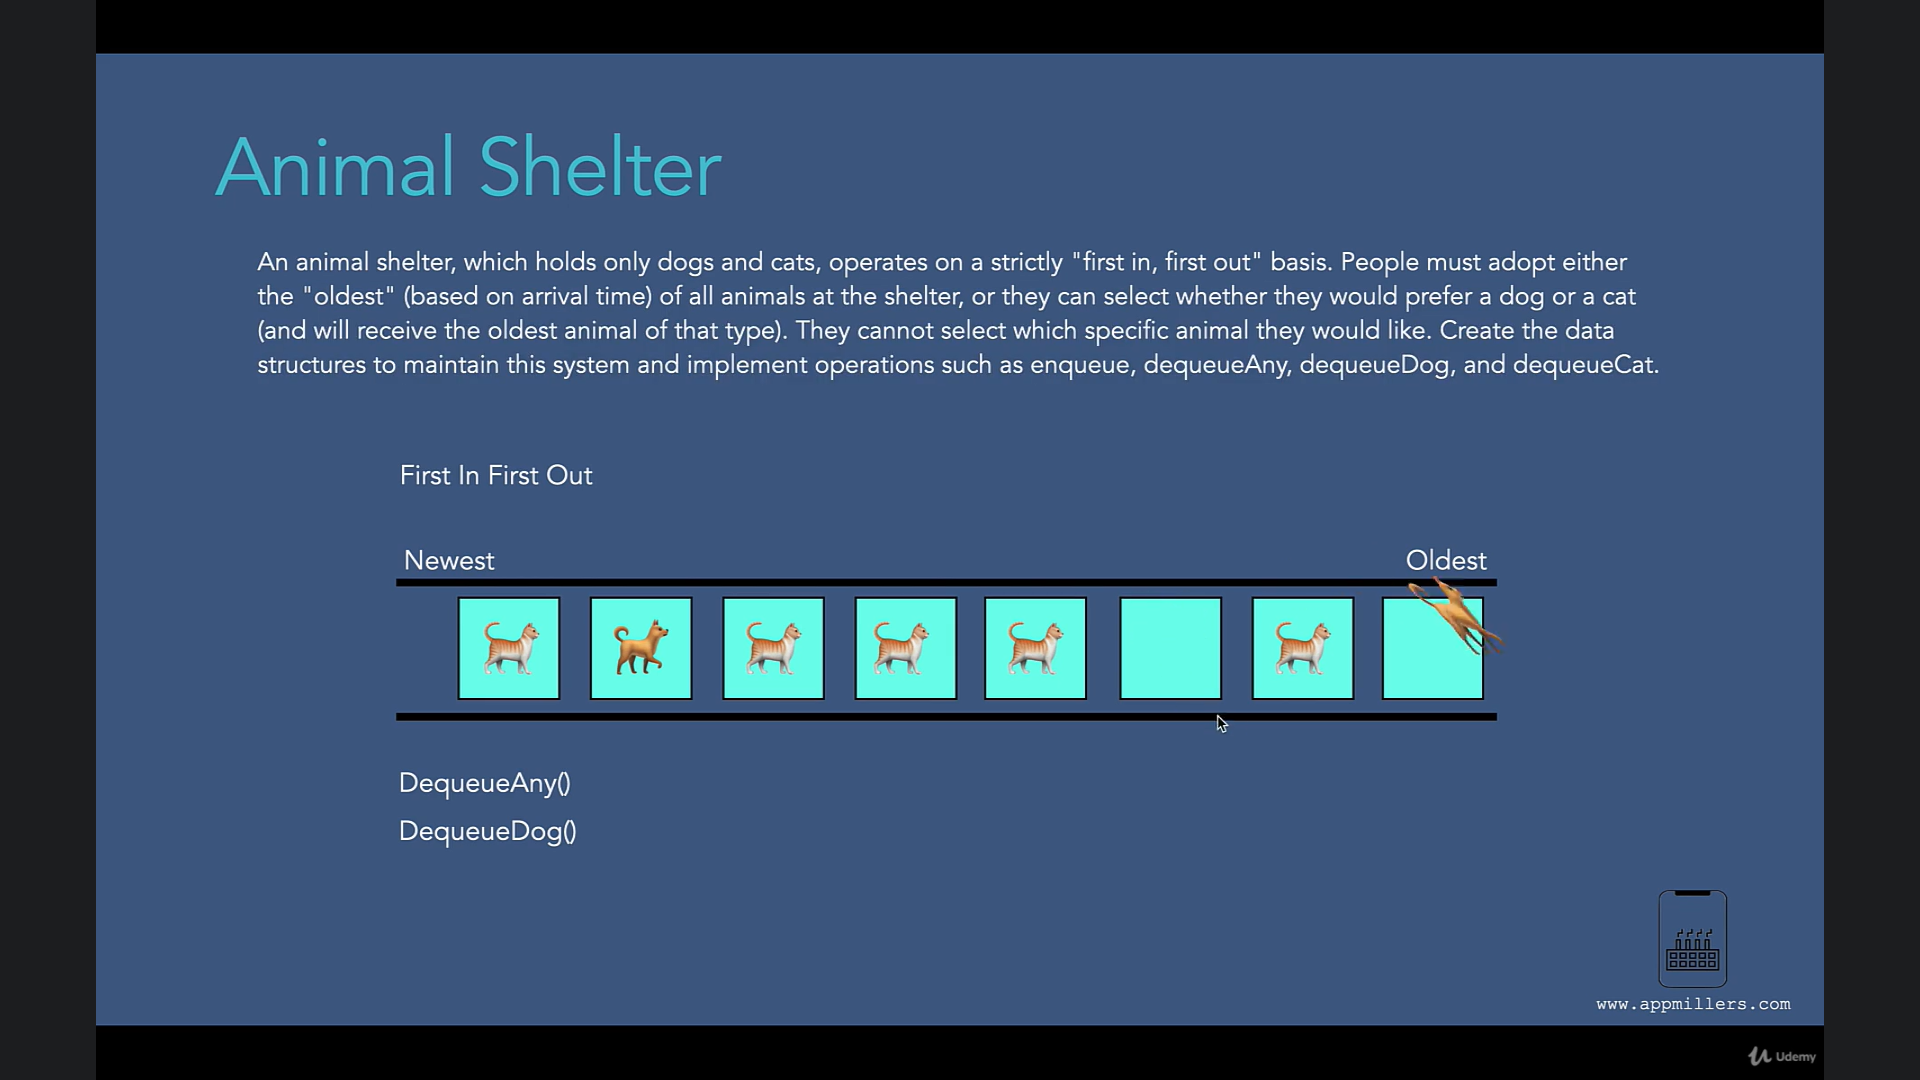 Animal Shelter
An animal shelter, which holds only dogs and cats, operates on a strictly "first in, first out" basis. People must adopt either
the "oldest" (based on arrival time) of all animals at the shelter, or they can select whether they would prefer a dog or a cat
(and will receive the oldest animal of that type). They cannot select which specific animal they would like. Create the data
structures to maintain this system and implement operations such as enqueue, dequeueAny, dequeueDog, and dequeueCat.
First In First Out
Newest
Oldest
DequeueAny()
DequeueDog()
www.appmillers.com
Udemy